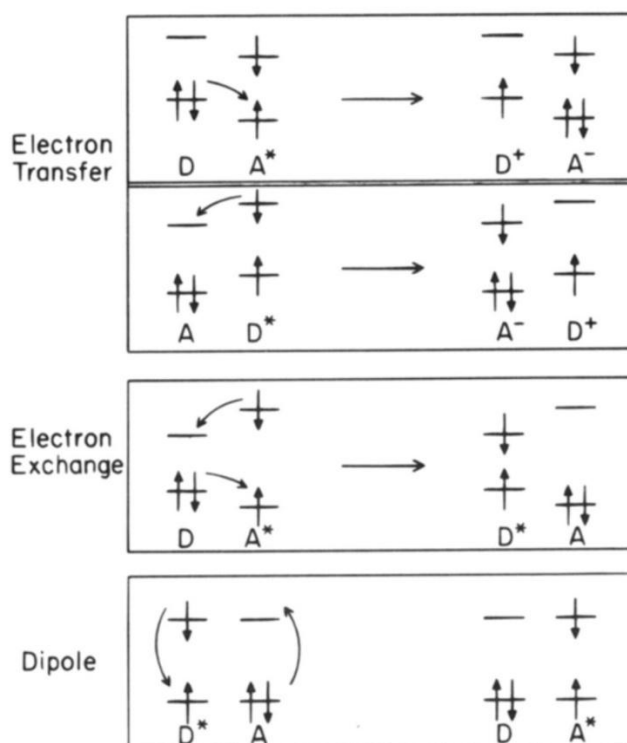 D A* D+ A-
Electron
Transfer
A D* A- D+
Electron
Exchange
D A* D* A
Dipole
D* A D A*